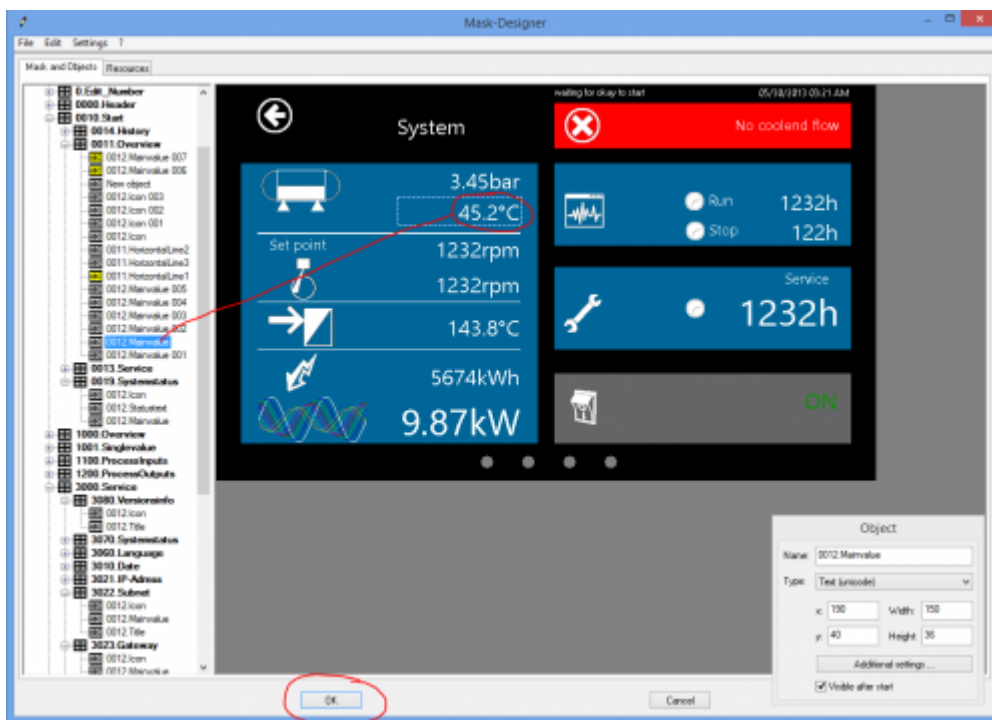 Mask-Designer
File Edit Settings ?
Mask and Objects Resources
0.Edit_Number
0000.Header
0010.Start
0014.History
0011.Overview
0012.Mainvalue 007
0012.Mainvalue 006
New object
0012.Icon 003
0012.Icon 002
0012.Icon 001
0012.Icon
0011.HorizontalLine2
0011.HorizontalLine3
0011.HorizontalLine1
0012.Mainvalue 005
0012.Mainvalue 004
0012.Mainvalue 003
0012.Mainvalue 002
0012.Mainvalue
0012.Mainvalue 001
0013.Service
0019.Systemstatus
0012.Icon
0012.Statustext
0012.Mainvalue
1000.Overview
1001.Singlevalue
1100.ProcessInputs
1200.ProcessOutputs
3000.Service
3080.Versionsinfo
0012.Icon
0012.Title
3070.Systemstatus
3060.Language
3010.Date
3021.IP-Adress
3022.Subnet
0012.Icon
0012.Mainvalue
0012.Title
3023.Gateway
0012.Icon
0012.Mainvalue
System
3.45bar
45.2°C
Set point
1232rpm
1232rpm
143.8°C
5674kWh
9.87kW
waiting for okay to start
No coolend flow
Run 1232h
Stop 122h
Service
1232h
ON
Object
Name: 0012.Mainvalue
Type: Text (unicode)
x: 190 Width: 150
y: 40 Height: 36
Additional settings ...
Visible after start
OK Cancel